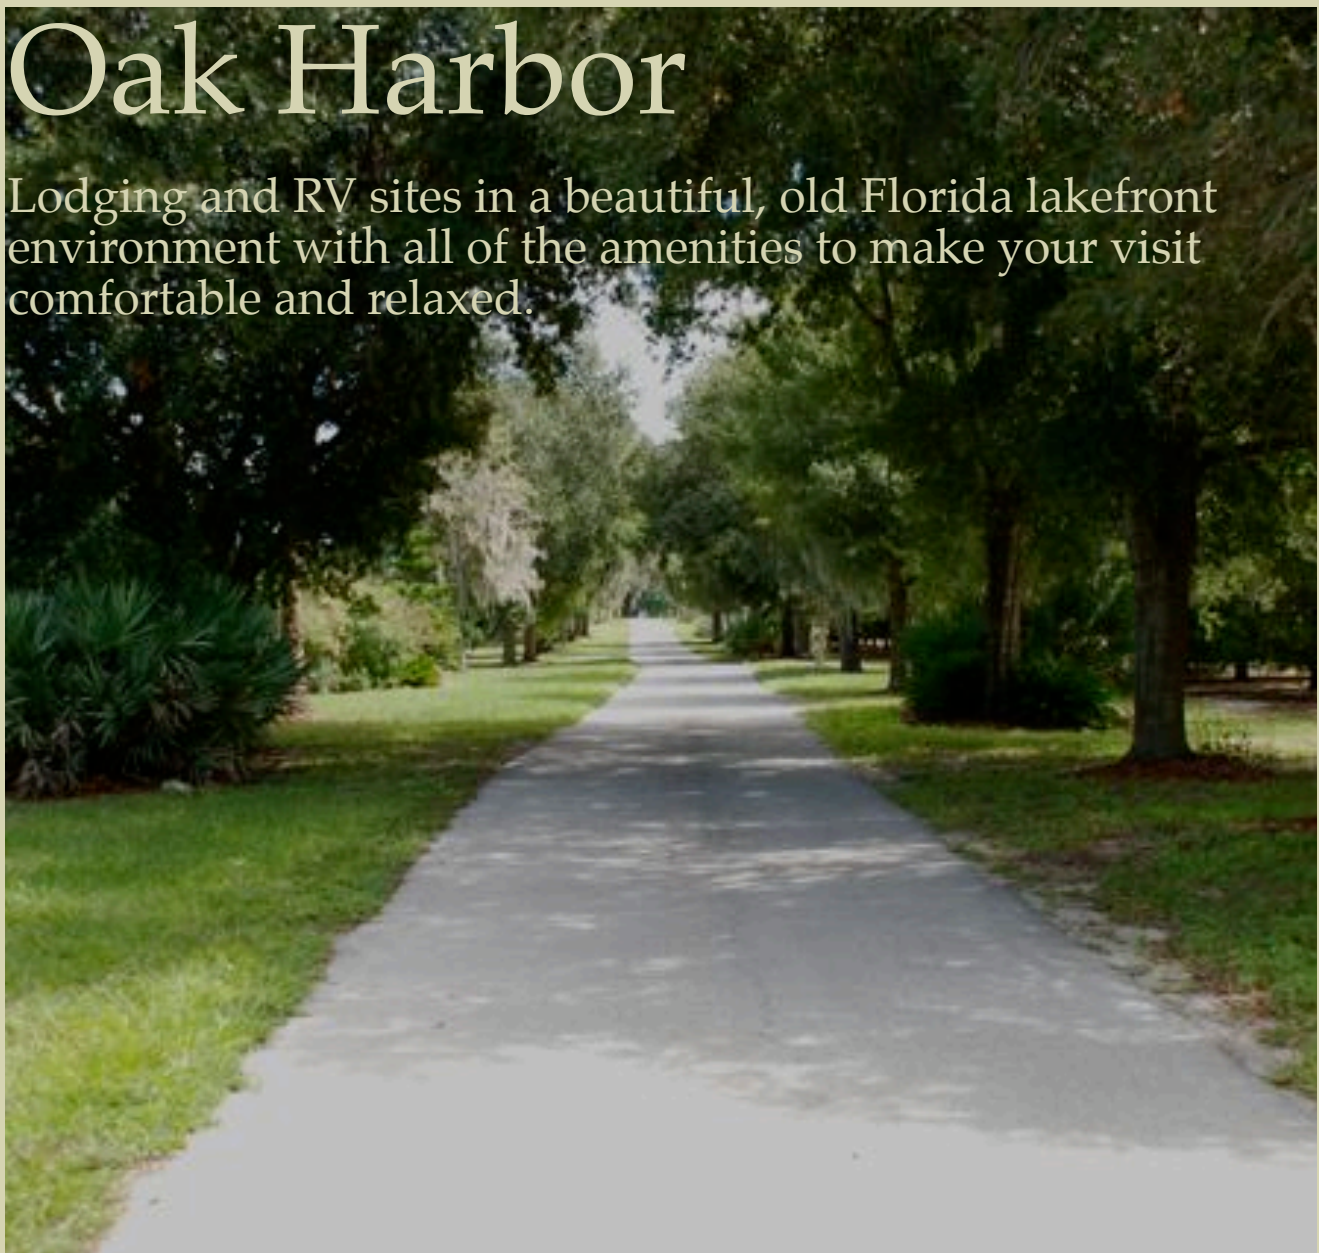 Oak Harbor
Lodging and RV sites in a beautiful, old Florida lakefront
environment with all of the amenities to make your visit
comfortable and relaxed.